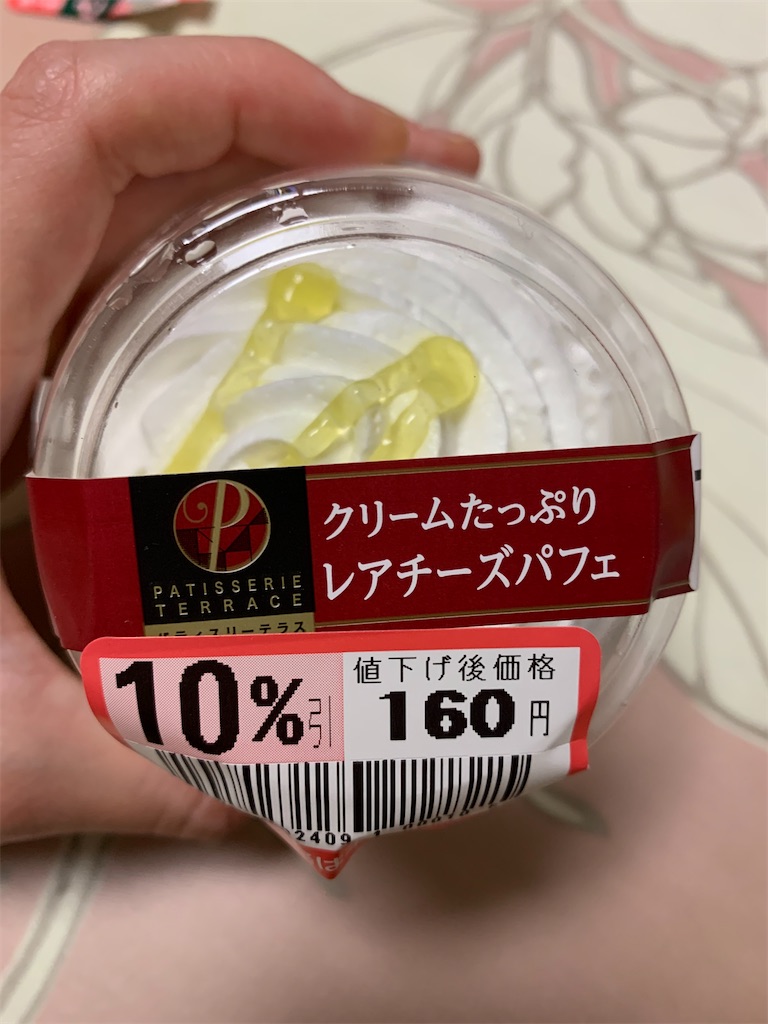 P
クリームたっぷり
レアチーズパフェ
PATISSERIE
TERRACE
パティスリーテラス
10%引
値下げ後価格
160円
02409